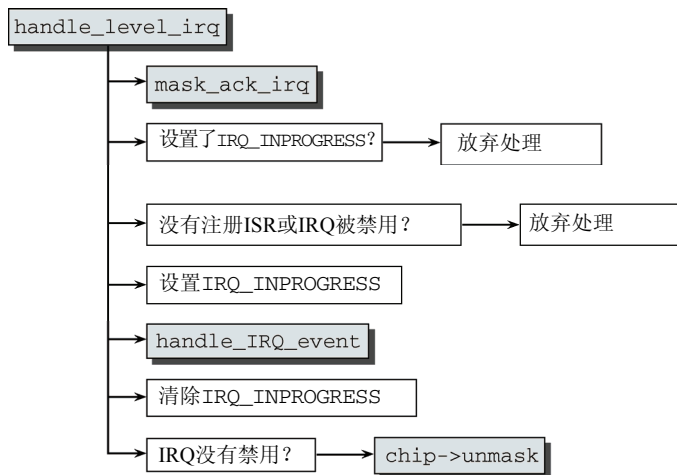 handle_level_irq
mask_ack_irq
设置了IRQ_INPROGRESS？
放弃处理
没有注册ISR或IRQ被禁用？
放弃处理
设置IRQ_INPROGRESS
handle_IRQ_event
清除IRQ_INPROGRESS
IRQ没有禁用？
chip->unmask